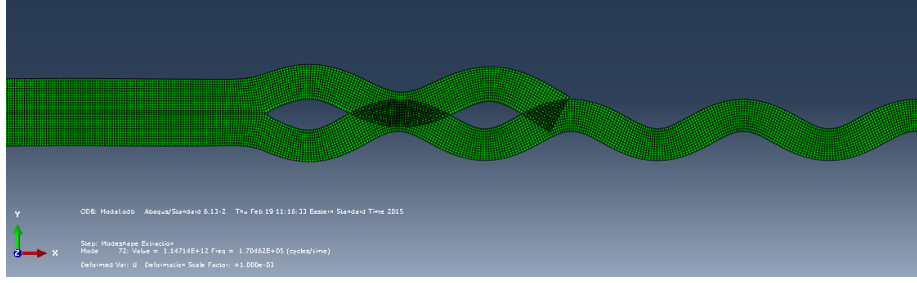 ODB: Modal.odb Abaqus/Standard 6.13-2 Thu Feb 19 11:16:33 Eastern Standard Time 2015
Y
Z X
Step: Modeshape Extraction
Mode 72: Value = 1.14714E+12 Freq = 1.70462E+05 (cycles/time)
Deformed Var: U Deformation Scale Factor: +1.000e-03